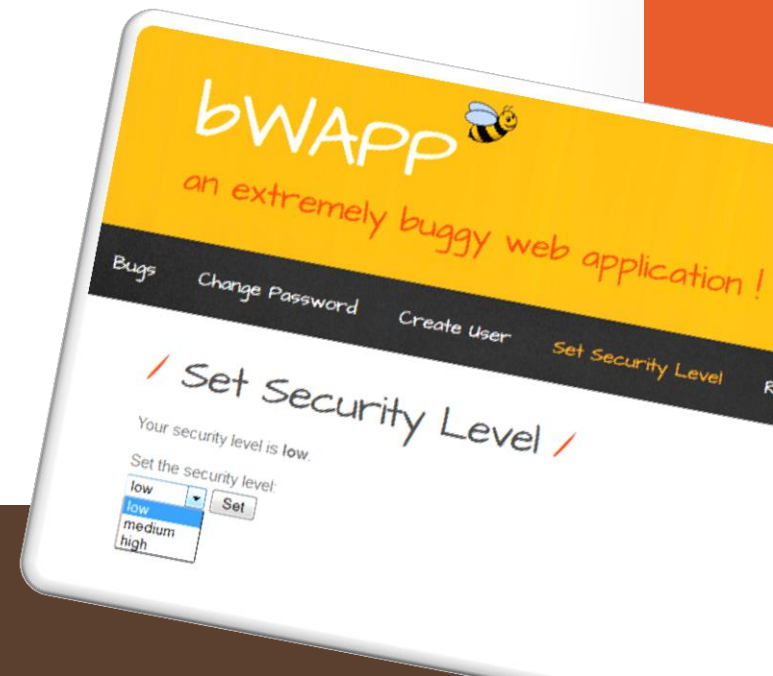 bWAPP
an extremely buggy web application !
Bugs Change Password Create User Set Security Level R
/ Set Security Level /
Your security level is low.
Set the security level:
low Set
low
medium
high